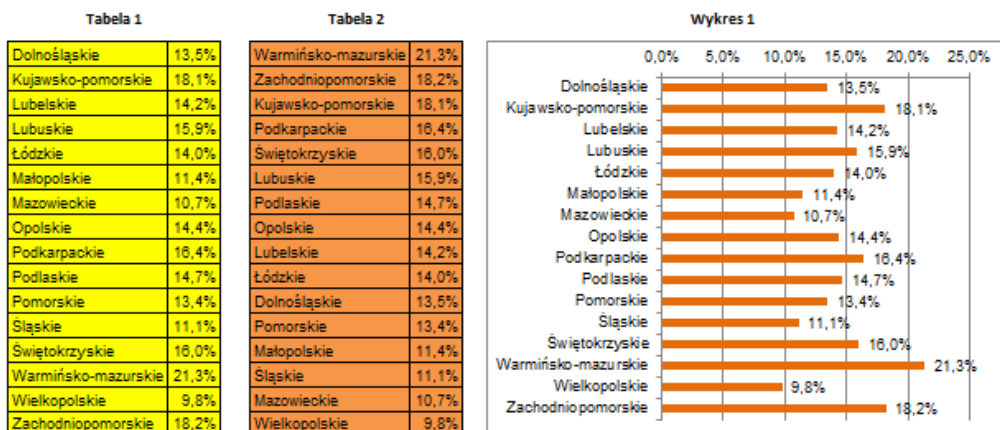 Tabela 1
Dolnośląskie 13,5%
Kujawsko-pomorskie 18,1%
Lubelskie 14,2%
Lubuskie 15,9%
Łódzkie 14,0%
Małopolskie 11,4%
Mazowieckie 10,7%
Opolskie 14,4%
Podkarpackie 16,4%
Podlaskie 14,7%
Pomorskie 13,4%
Śląskie 11,1%
Świętokrzyskie 16,0%
Warmińsko-mazurskie 21,3%
Wielkopolskie 9,8%
Zachodniopomorskie 18,2%
Tabela 2
Warmińsko-mazurskie 21,3%
Zachodniopomorskie 18,2%
Kujawsko-pomorskie 18,1%
Podkarpackie 16,4%
Świętokrzyskie 16,0%
Lubuskie 15,9%
Podlaskie 14,7%
Opolskie 14,4%
Lubelskie 14,2%
Łódzkie 14,0%
Dolnośląskie 13,5%
Pomorskie 13,4%
Małopolskie 11,4%
Śląskie 11,1%
Mazowieckie 10,7%
Wielkopolskie 9,8%
Wykres 1
0,0% 5,0% 10,0% 15,0% 20,0% 25,0%
Dolnośląskie 13,5%
Kujawsko-pomorskie 18,1%
Lubelskie 14,2%
Lubuskie 15,9%
Łódzkie 14,0%
Małopolskie 11,4%
Mazowieckie 10,7%
Opolskie 14,4%
Podkarpackie 16,4%
Podlaskie 14,7%
Pomorskie 13,4%
Śląskie 11,1%
Świętokrzyskie 16,0%
Warmińsko-mazurskie 21,3%
Wielkopolskie 9,8%
Zachodniopomorskie 18,2%